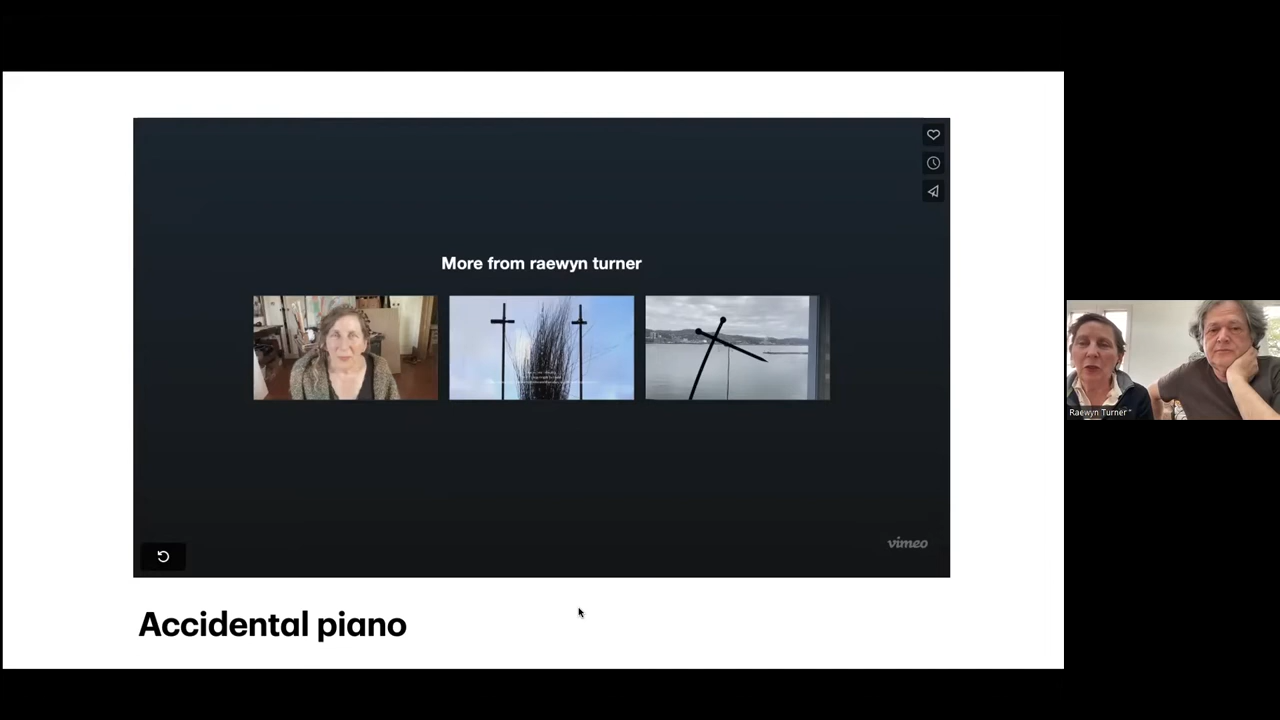 More from raewyn turner
vimeo
Accidental piano
Raewyn Turner